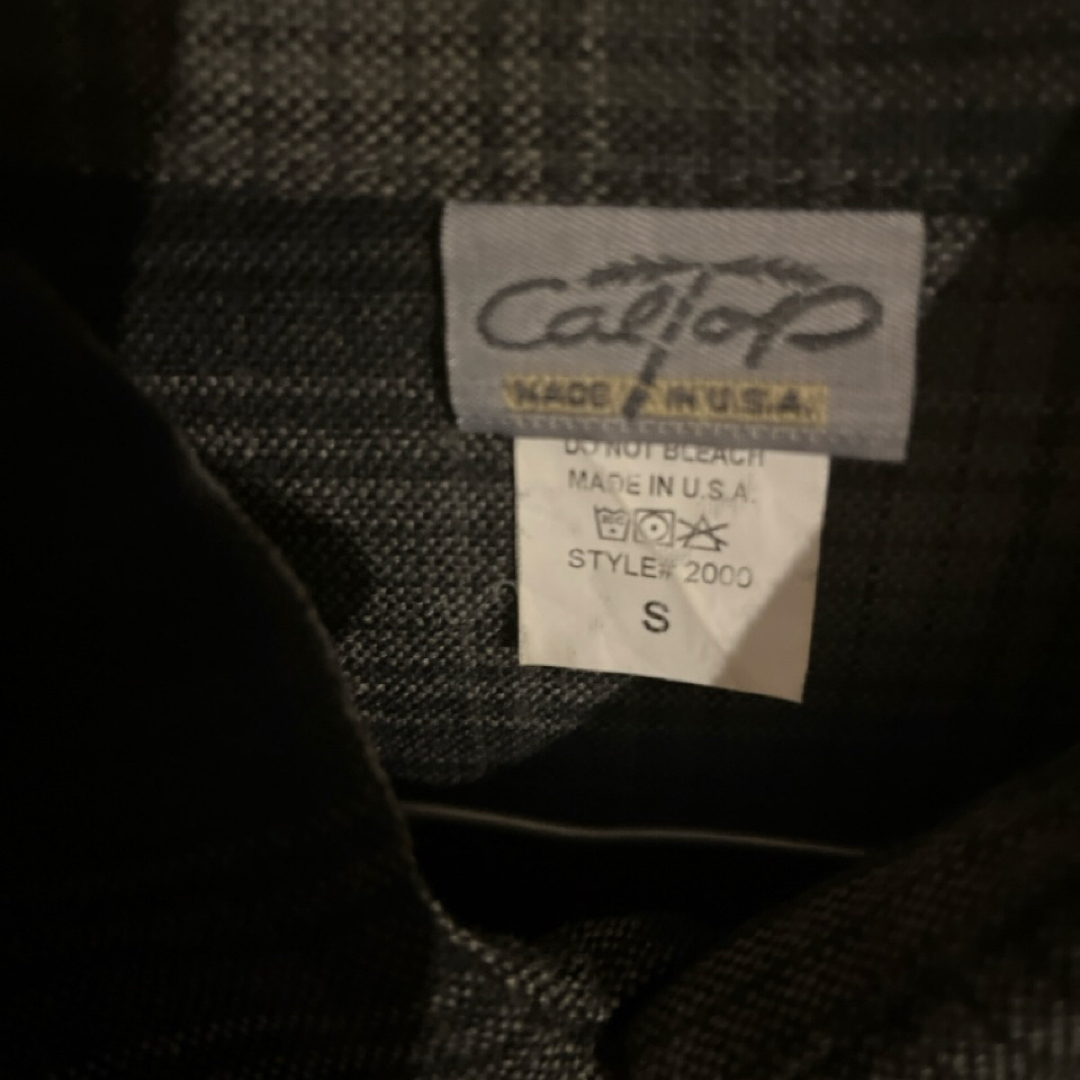 CalTop
MADE IN U.S.A.
DO NOT BLEACH
MADE IN U.S.A.
STYLE# 2000
S